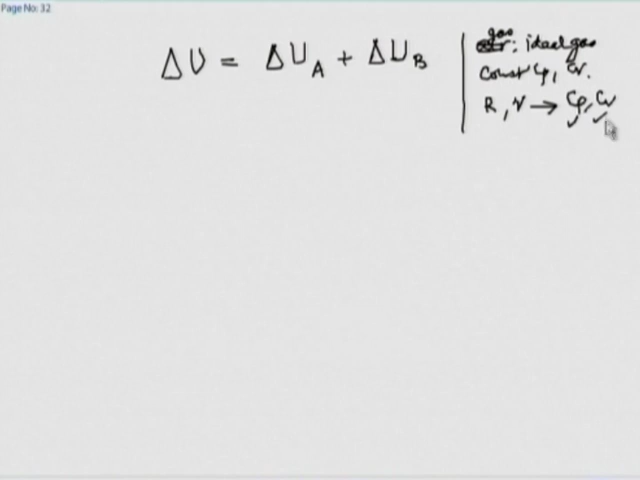 Page No: 32
ΔU = ΔU_A + ΔU_B
gas : ideal gas
Const Cp, Cv.
R, γ → Cp, Cv